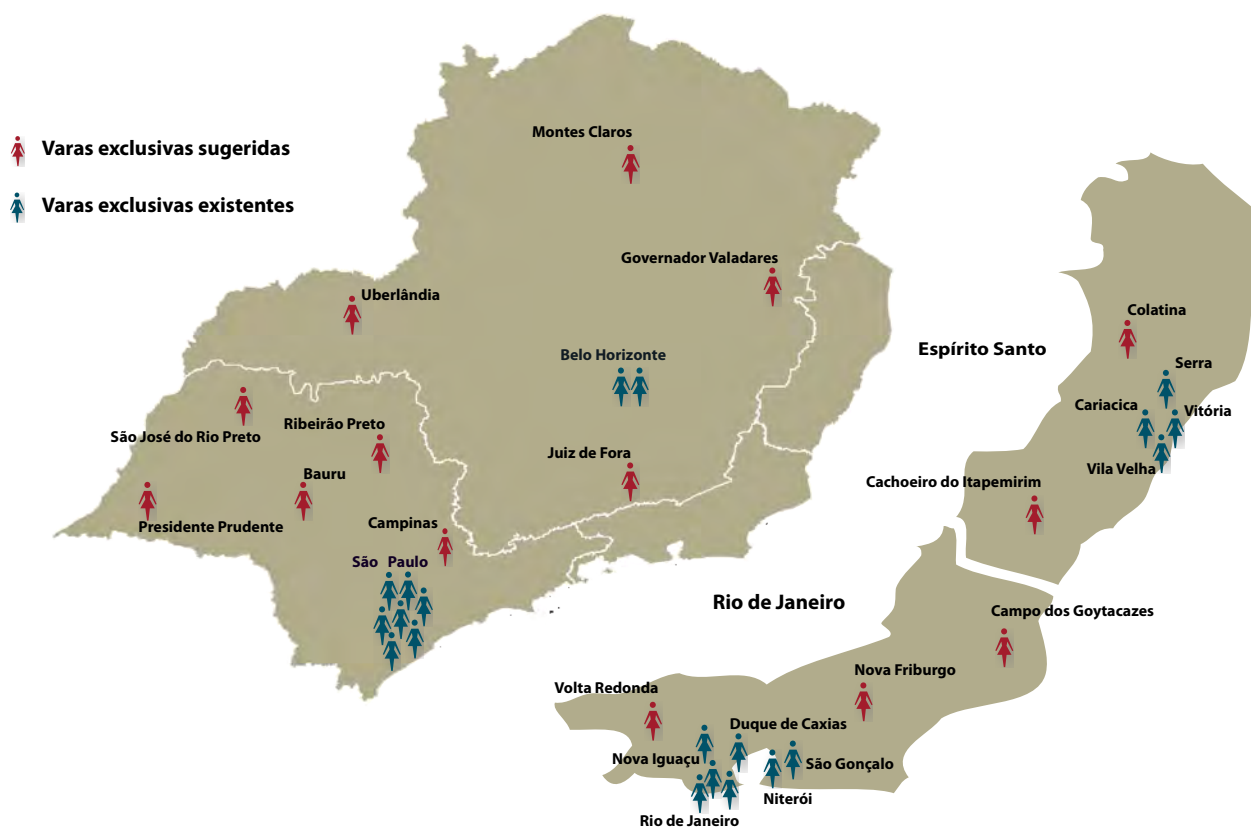 Varas exclusivas sugeridas
Varas exclusivas existentes
Montes Claros
Governador Valadares
Uberlândia
Belo Horizonte
Juiz de Fora
São José do Rio Preto
Ribeirão Preto
Bauru
Presidente Prudente
Campinas
São Paulo
Espírito Santo
Colatina
Serra
Cariacica
Vitória
Vila Velha
Cachoeiro do Itapemirim
Rio de Janeiro
Campo dos Goytacazes
Nova Friburgo
Volta Redonda
Duque de Caxias
Nova Iguaçu
São Gonçalo
Niterói
Rio de Janeiro